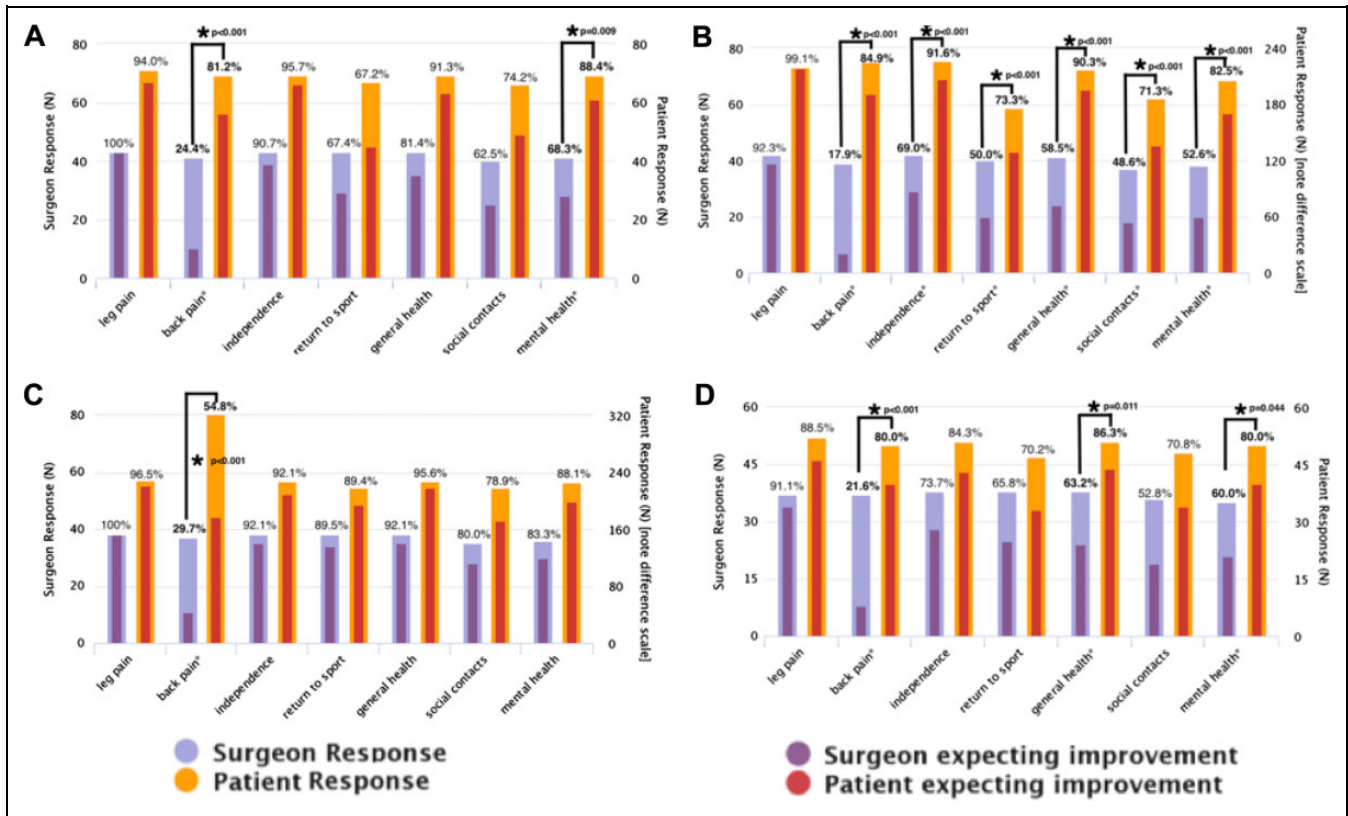 A
* p<0.001
* p=0.009
80 94.0% 81.2% 95.7% 67.2% 91.3% 74.2% 88.4% 80
60 60
100% 24.4% 90.7% 67.4% 81.4% 62.5% 68.3%
40 40
20 20
0 0
Surgeon Response (N)
Patient Response (N)
leg pain
back pain*
independence
return to sport
general health
social contacts
mental health*
B
* p<0.001
* p<0.001
* p<0.001
* p<0.001
* p<0.001
* p<0.001
80 99.1% 84.9% 91.6% 73.3% 90.3% 71.3% 82.5% 240
60 180
92.3% 17.9% 69.0% 50.0% 58.5% 48.6% 52.6%
40 120
20 60
0 0
Surgeon Response (N)
Patient Response (N) [note difference scale]
leg pain
back pain*
independence*
return to sport*
general health*
social contacts*
mental health*
C
* p<0.001
80 96.5% 54.8% 92.1% 89.4% 95.6% 78.9% 88.1% 320
60 240
100% 29.7% 92.1% 89.5% 92.1% 80.0% 83.3%
40 160
20 80
0 0
Surgeon Response (N)
Patient Response (N) [note difference scale]
leg pain
back pain*
independence
return to sport
general health
social contacts
mental health
D
* p<0.001
* p=0.011
* p=0.044
60 88.5% 80.0% 84.3% 70.2% 86.3% 70.8% 80.0% 60
45 45
91.1% 21.6% 73.7% 65.8% 63.2% 52.8% 60.0%
30 30
15 15
0 0
Surgeon Response (N)
Patient Response (N)
leg pain
back pain*
independence
return to sport
general health*
social contacts
mental health*
Surgeon Response
Patient Response
Surgeon expecting improvement
Patient expecting improvement